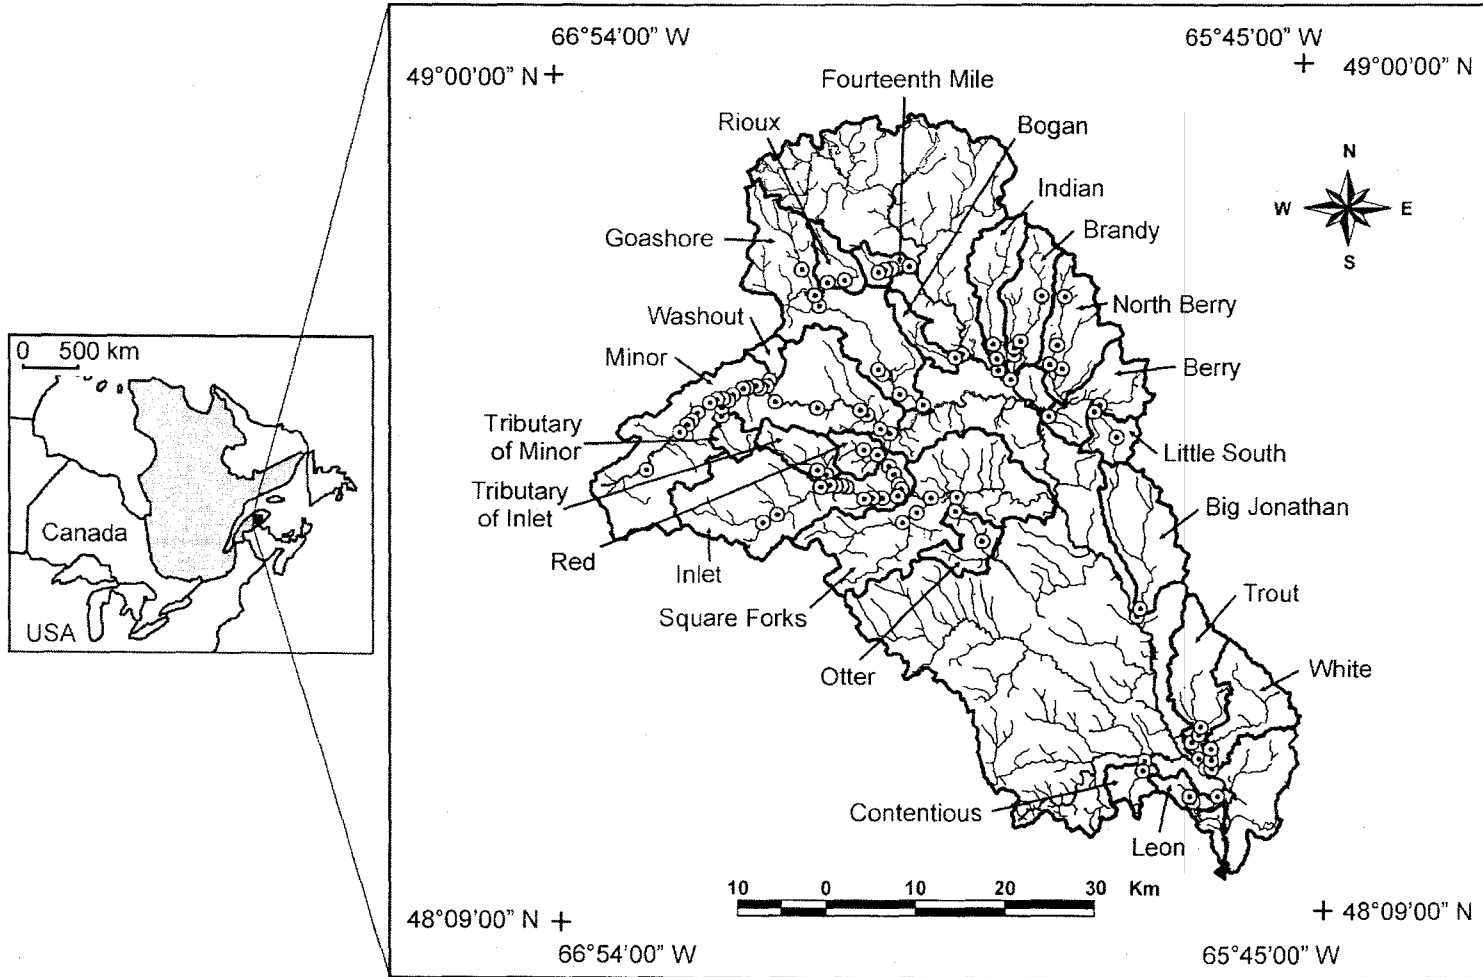 66°54'00" W
65°45'00" W
49°00'00" N
49°00'00" N
Fourteenth Mile
Rioux
Bogan
N
Indian
W E
Goashore
Brandy
S
North Berry
Washout
0 500 km
Minor
Berry
Tributary
of Minor
Little South
Tributary
of Inlet
Big Jonathan
Canada
Red
Inlet
Square Forks
Trout
USA
Otter
White
Contentious
Leon
10 0 10 20 30 Km
48°09'00" N
48°09'00" N
66°54'00" W
65°45'00" W